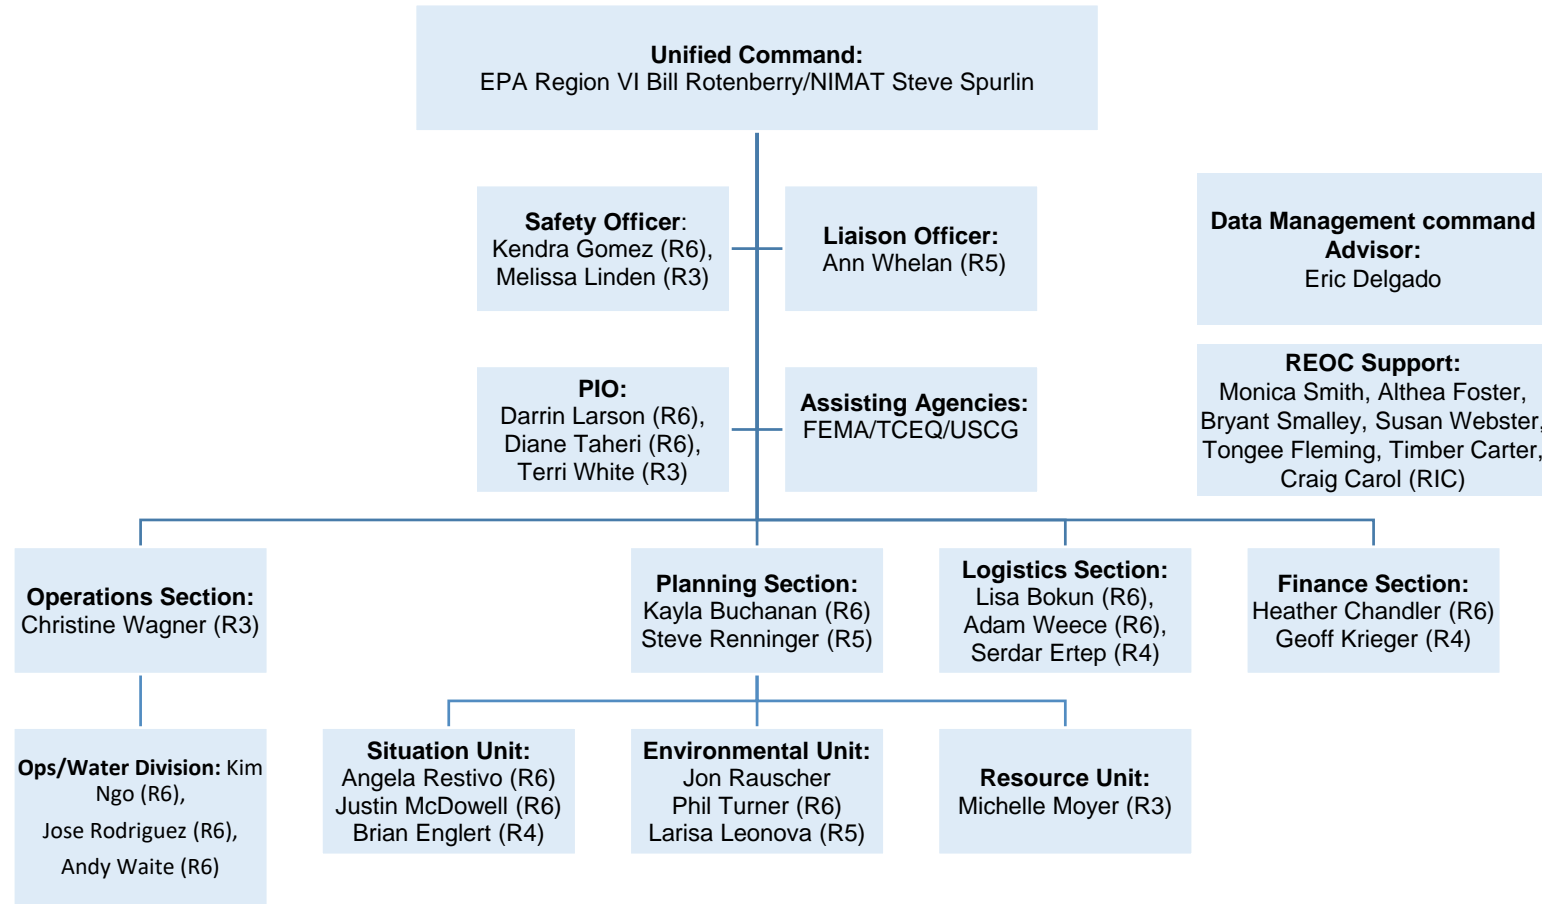 Unified Command:
EPA Region VI Bill Rotenberry/NIMAT Steve Spurlin
Safety Officer:
Kendra Gomez (R6),
Melissa Linden (R3)
Liaison Officer:
Ann Whelan (R5)
Data Management command
Advisor:
Eric Delgado
PIO:
Darrin Larson (R6),
Diane Taheri (R6),
Terri White (R3)
Assisting Agencies:
FEMA/TCEQ/USCG
REOC Support:
Monica Smith, Althea Foster,
Bryant Smalley, Susan Webster,
Tongee Fleming, Timber Carter,
Craig Carol (RIC)
Operations Section:
Christine Wagner (R3)
Planning Section:
Kayla Buchanan (R6)
Steve Renninger (R5)
Logistics Section:
Lisa Bokun (R6),
Adam Weece (R6),
Serdar Ertep (R4)
Finance Section:
Heather Chandler (R6)
Geoff Krieger (R4)
Ops/Water Division: Kim
Ngo (R6),
Jose Rodriguez (R6),
Andy Waite (R6)
Situation Unit:
Angela Restivo (R6)
Justin McDowell (R6)
Brian Englert (R4)
Environmental Unit:
Jon Rauscher
Phil Turner (R6)
Larisa Leonova (R5)
Resource Unit:
Michelle Moyer (R3)